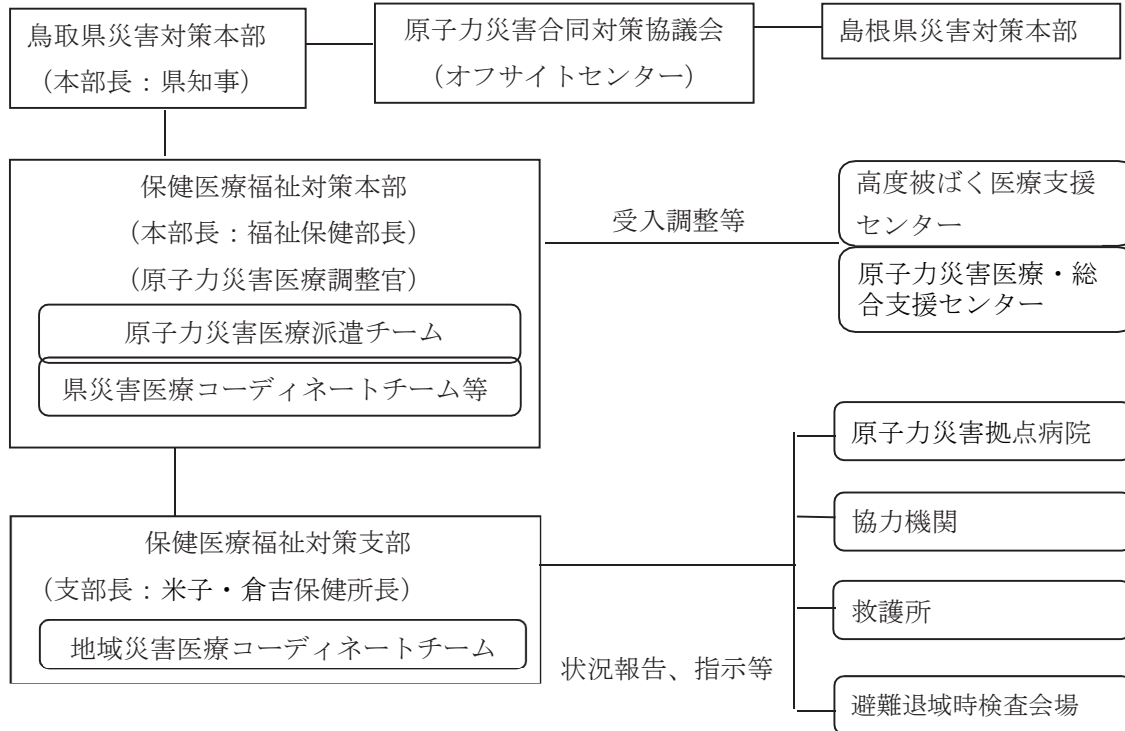 鳥取県災害対策本部
（本部長：県知事）
原子力災害合同対策協議会
（オフサイトセンター）
島根県災害対策本部
保健医療福祉対策本部
（本部長：福祉保健部長）
（原子力災害医療調整官）
原子力災害医療派遣チーム
県災害医療コーディネートチーム等
受入調整等
高度被ばく医療支援
センター
原子力災害医療・総
合支援センター
保健医療福祉対策支部
（支部長：米子・倉吉保健所長）
地域災害医療コーディネートチーム
状況報告、指示等
原子力災害拠点病院
協力機関
救護所
避難退域時検査会場